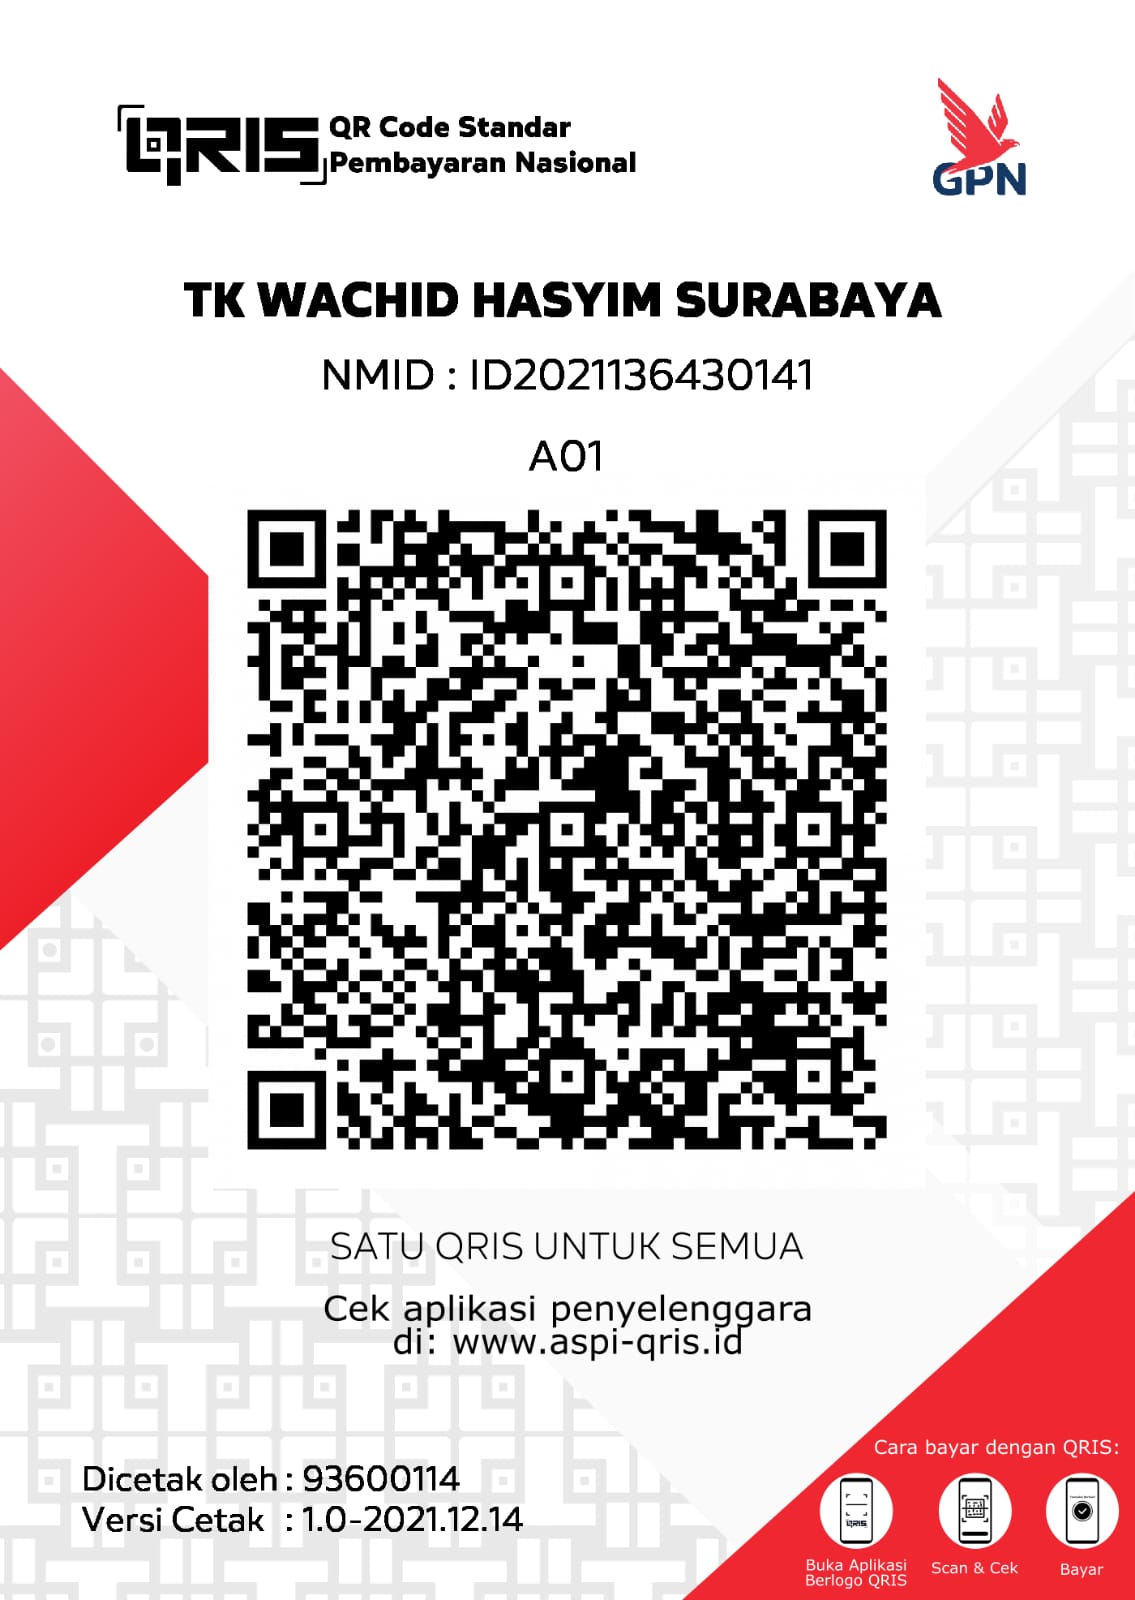 QRIS
QR Code Standar
Pembayaran Nasional
GPN
TK WACHID HASYIM SURABAYA
NMID : ID2021136430141
A01
SATU QRIS UNTUK SEMUA
Cek aplikasi penyelenggara
di: www.aspi-qris.id
Dicetak oleh : 93600114
Versi Cetak : 1.0-2021.12.14
Cara bayar dengan QRIS:
QRIS
Buka Aplikasi
Berlogo QRIS
Scan & Cek
Bayar